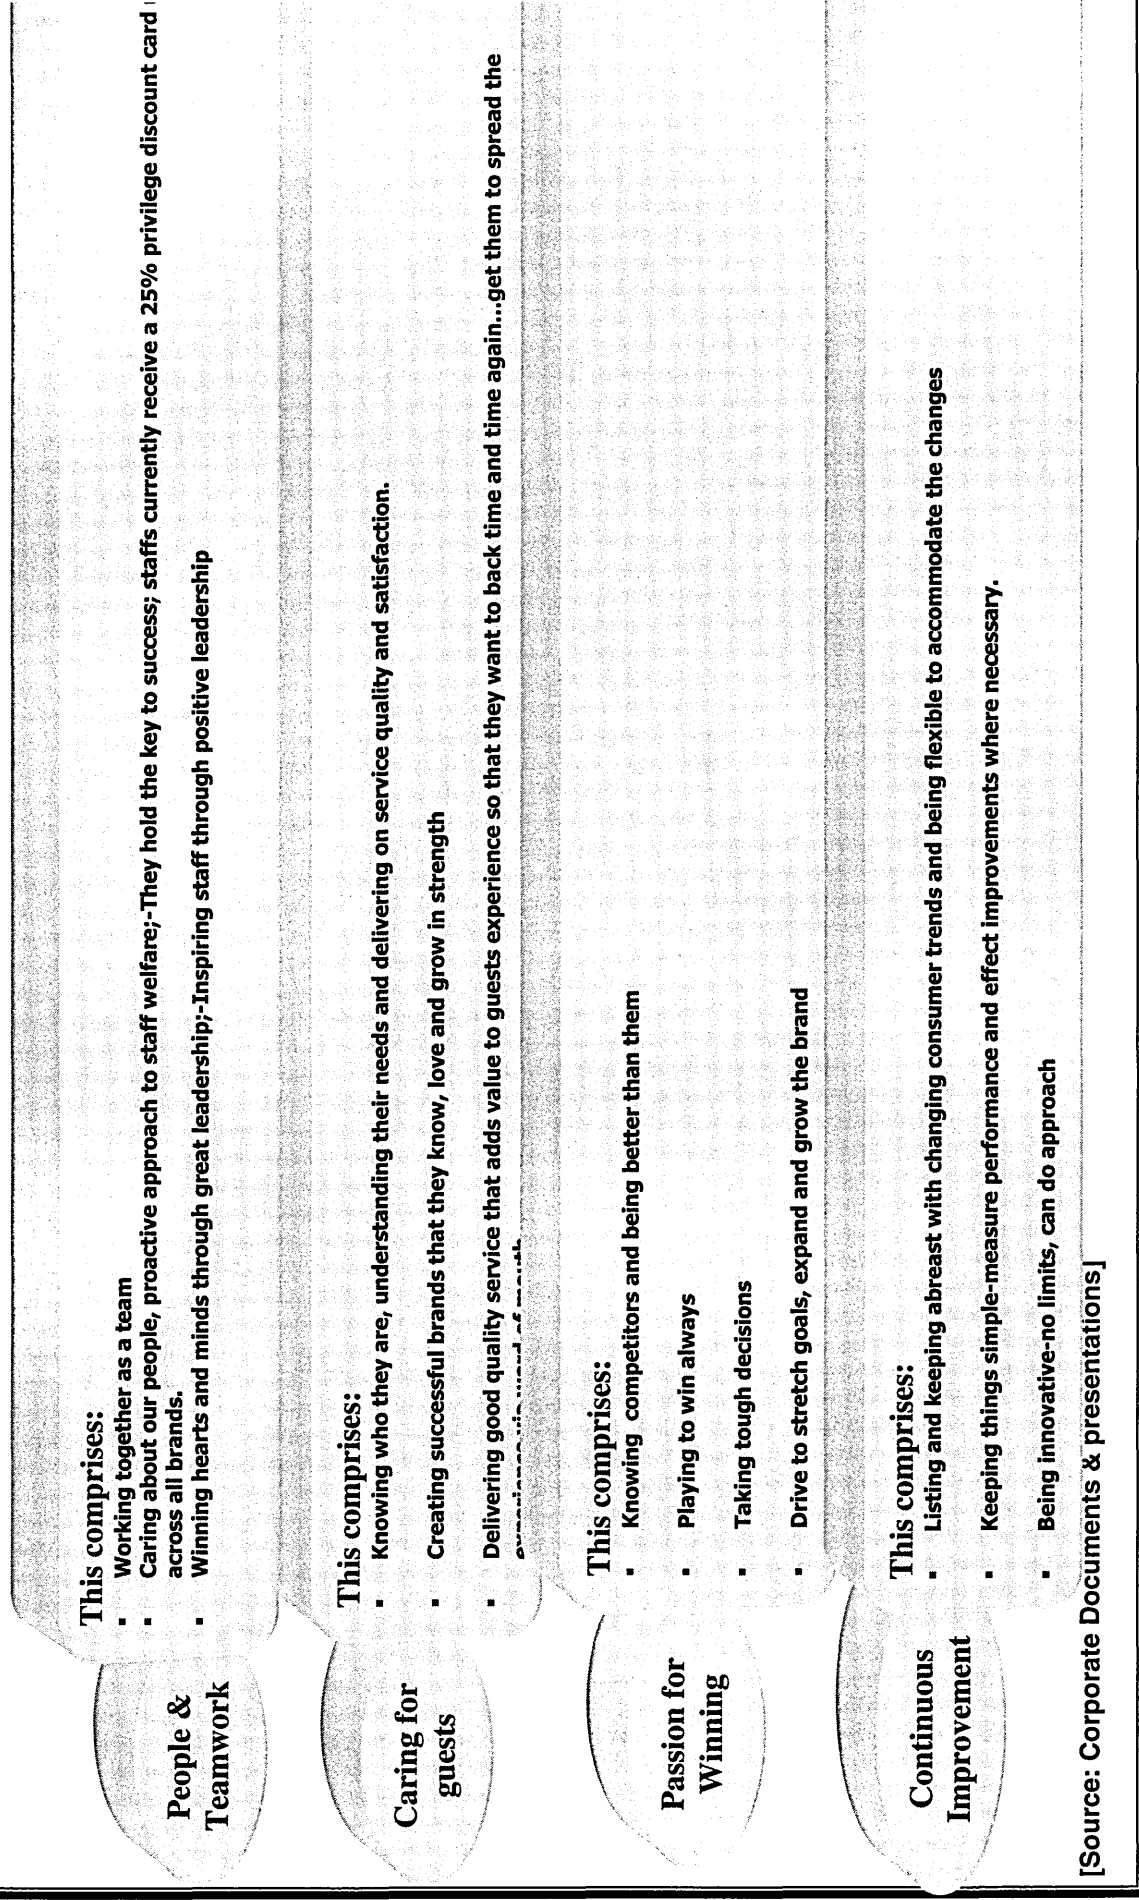 People &
Teamwork
This comprises:
▪ Working together as a team
▪ Caring about our people, proactive approach to staff welfare;-They hold the key to success; staffs currently receive a 25% privilege discount card
across all brands.
▪ Winning hearts and minds through great leadership;-Inspiring staff through positive leadership
Caring for
guests
This comprises:
▪ Knowing who they are, understanding their needs and delivering on service quality and satisfaction.
▪ Creating successful brands that they know, love and grow in strength
▪ Delivering good quality service that adds value to guests experience so that they want to back time and time again...get them to spread the
Passion for
Winning
This comprises:
▪ Knowing competitors and being better than them
▪ Playing to win always
▪ Taking tough decisions
▪ Drive to stretch goals, expand and grow the brand
Continuous
Improvement
This comprises:
▪ Listing and keeping abreast with changing consumer trends and being flexible to accommodate the changes
▪ Keeping things simple-measure performance and effect improvements where necessary.
▪ Being innovative-no limits, can do approach
[Source: Corporate Documents & presentations]